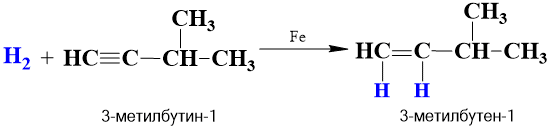 CH₃ CH₃
H₂ + HC≡C—CH—CH₃ Fe HC═C—CH—CH₃
H H
3-метилбутин-1 3-метилбутен-1